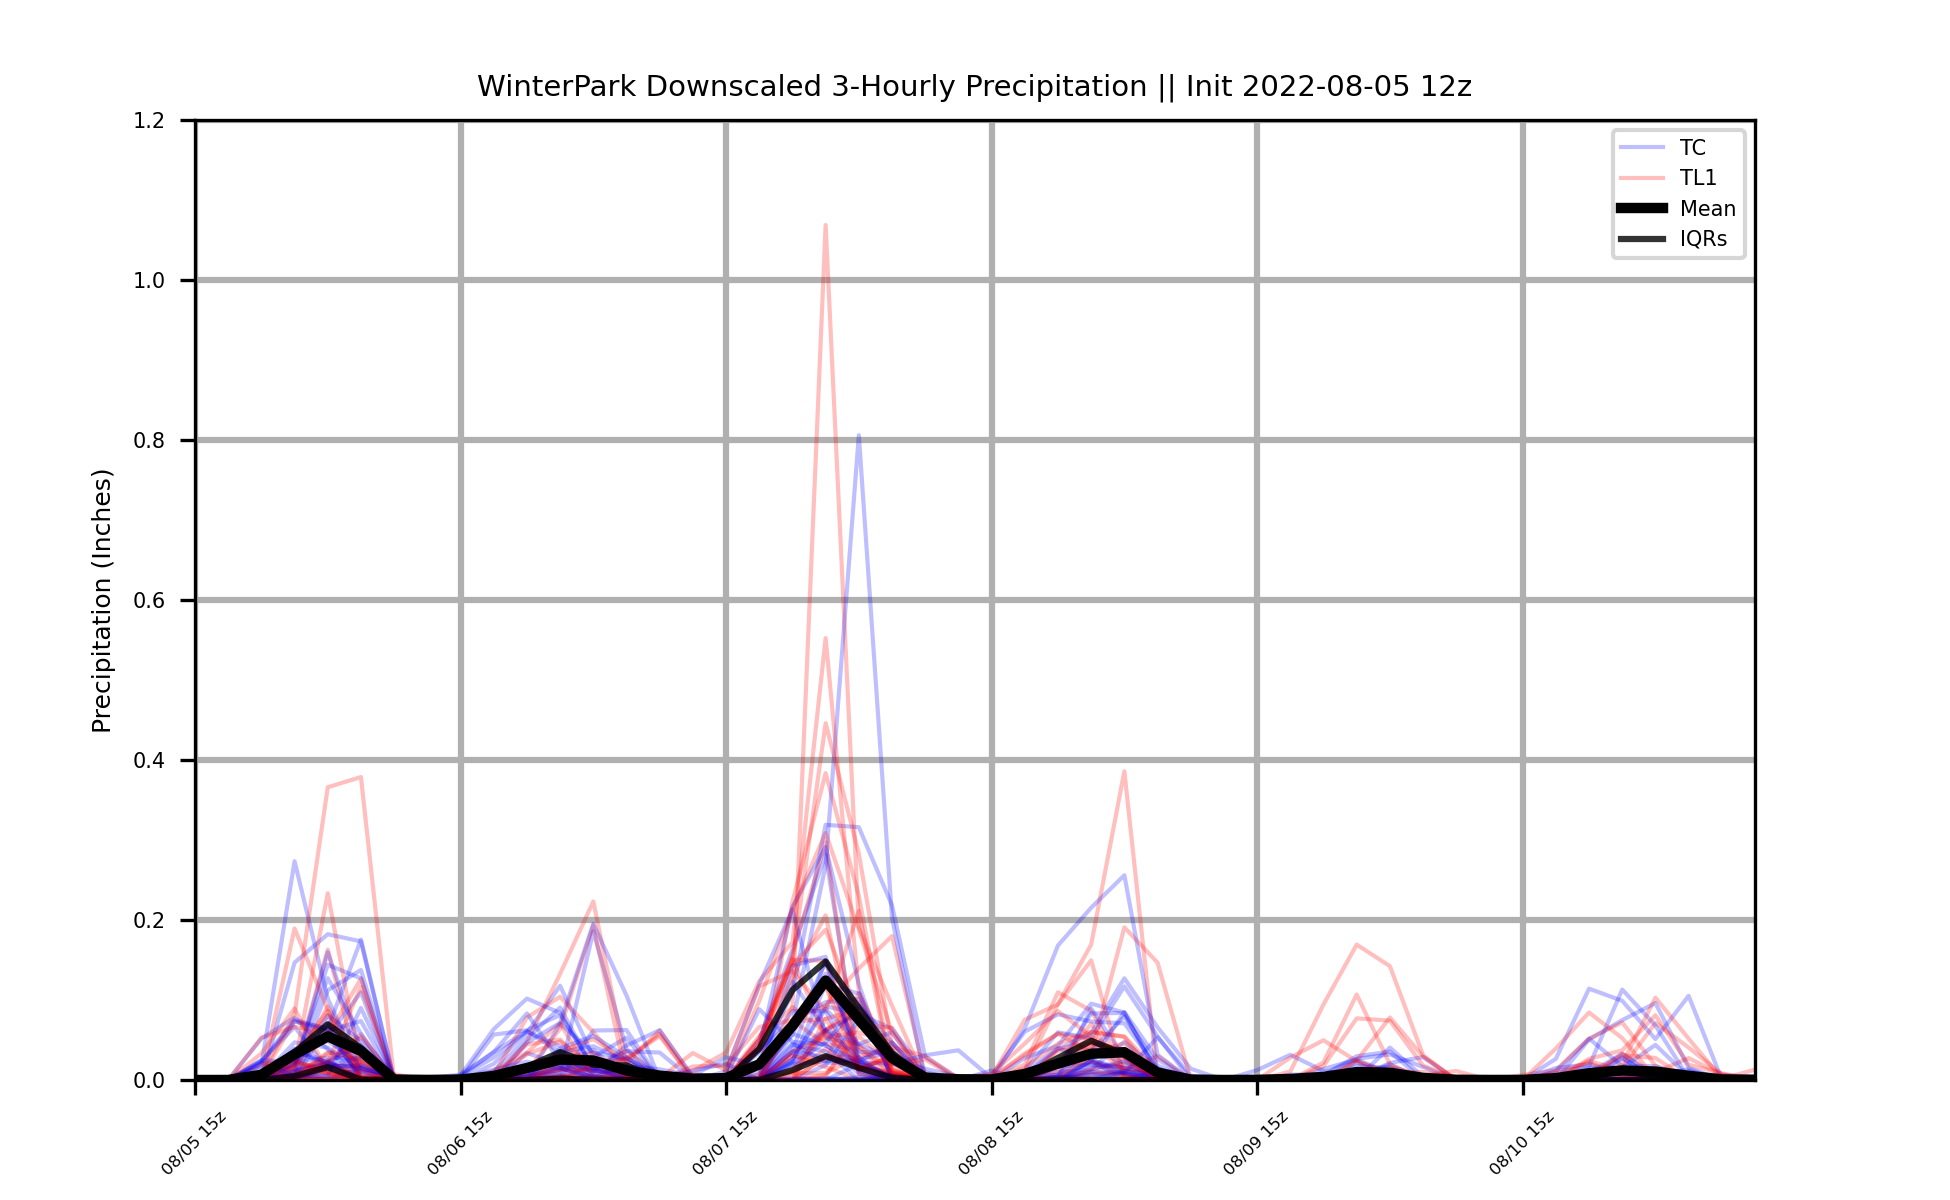 WinterPark Downscaled 3-Hourly Precipitation || Init 2022-08-05 12z
Precipitation (Inches)
1.2
1.0
0.8
0.6
0.4
0.2
0.0
TC
TL1
Mean
IQRs
08/05 15z
08/06 15z
08/07 15z
08/08 15z
08/09 15z
08/10 15z